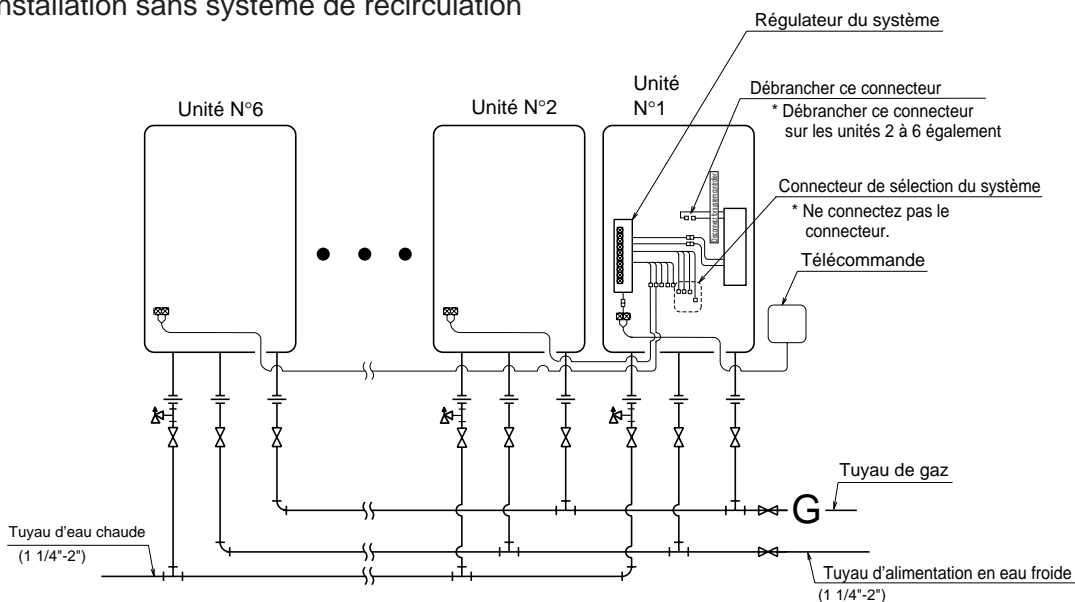 nstallation sans système de recirculation
Régulateur du système
Unité N°6
Unité N°2
Unité
N°1
Débrancher ce connecteur
* Débrancher ce connecteur
sur les unités 2 à 6 également
Connecteur de sélection du système
* Ne connectez pas le
connecteur.
Télécommande
Tuyau de gaz
G
Tuyau d'eau chaude
(1 1/4"-2")
Tuyau d'alimentation en eau froide
(1 1/4"-2")